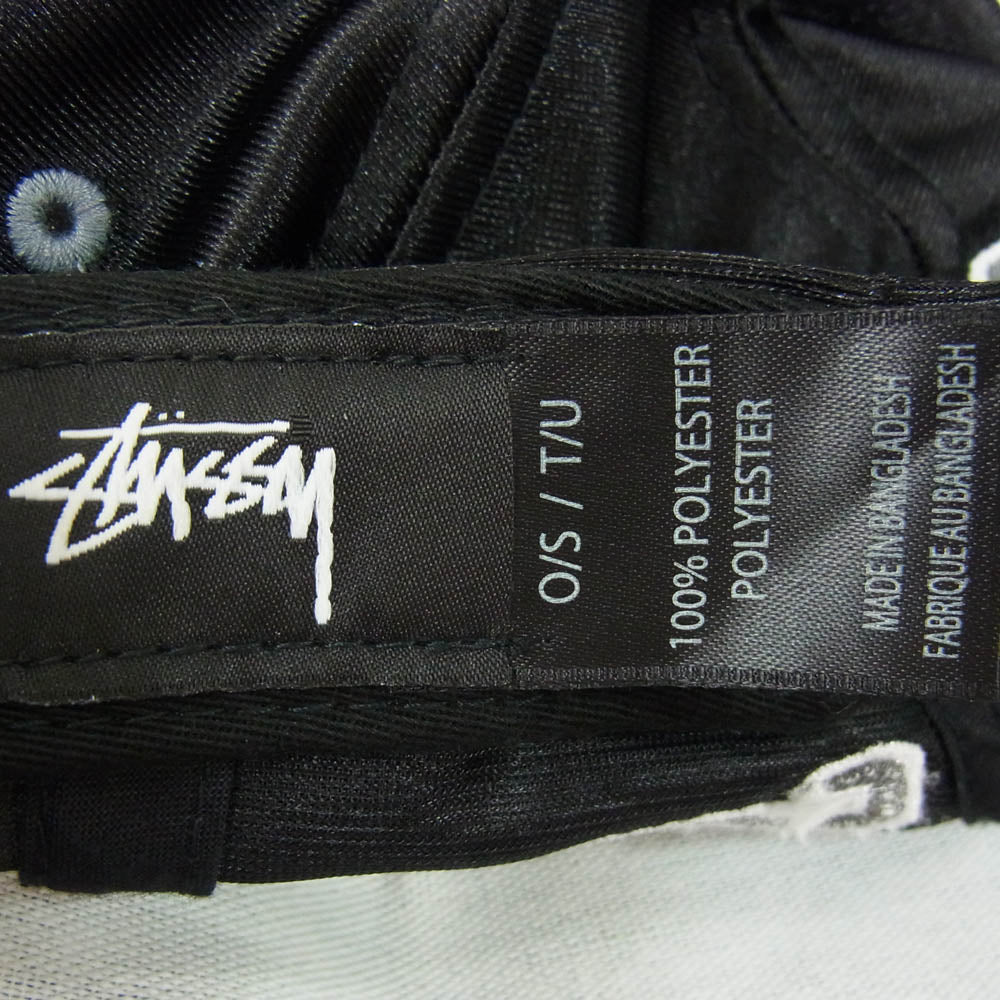 STÜSSY
O/S / T/U
100% POLYESTER
POLYESTER
MADE IN BANGLADESH
FABRIQUE AU BANGLADESH